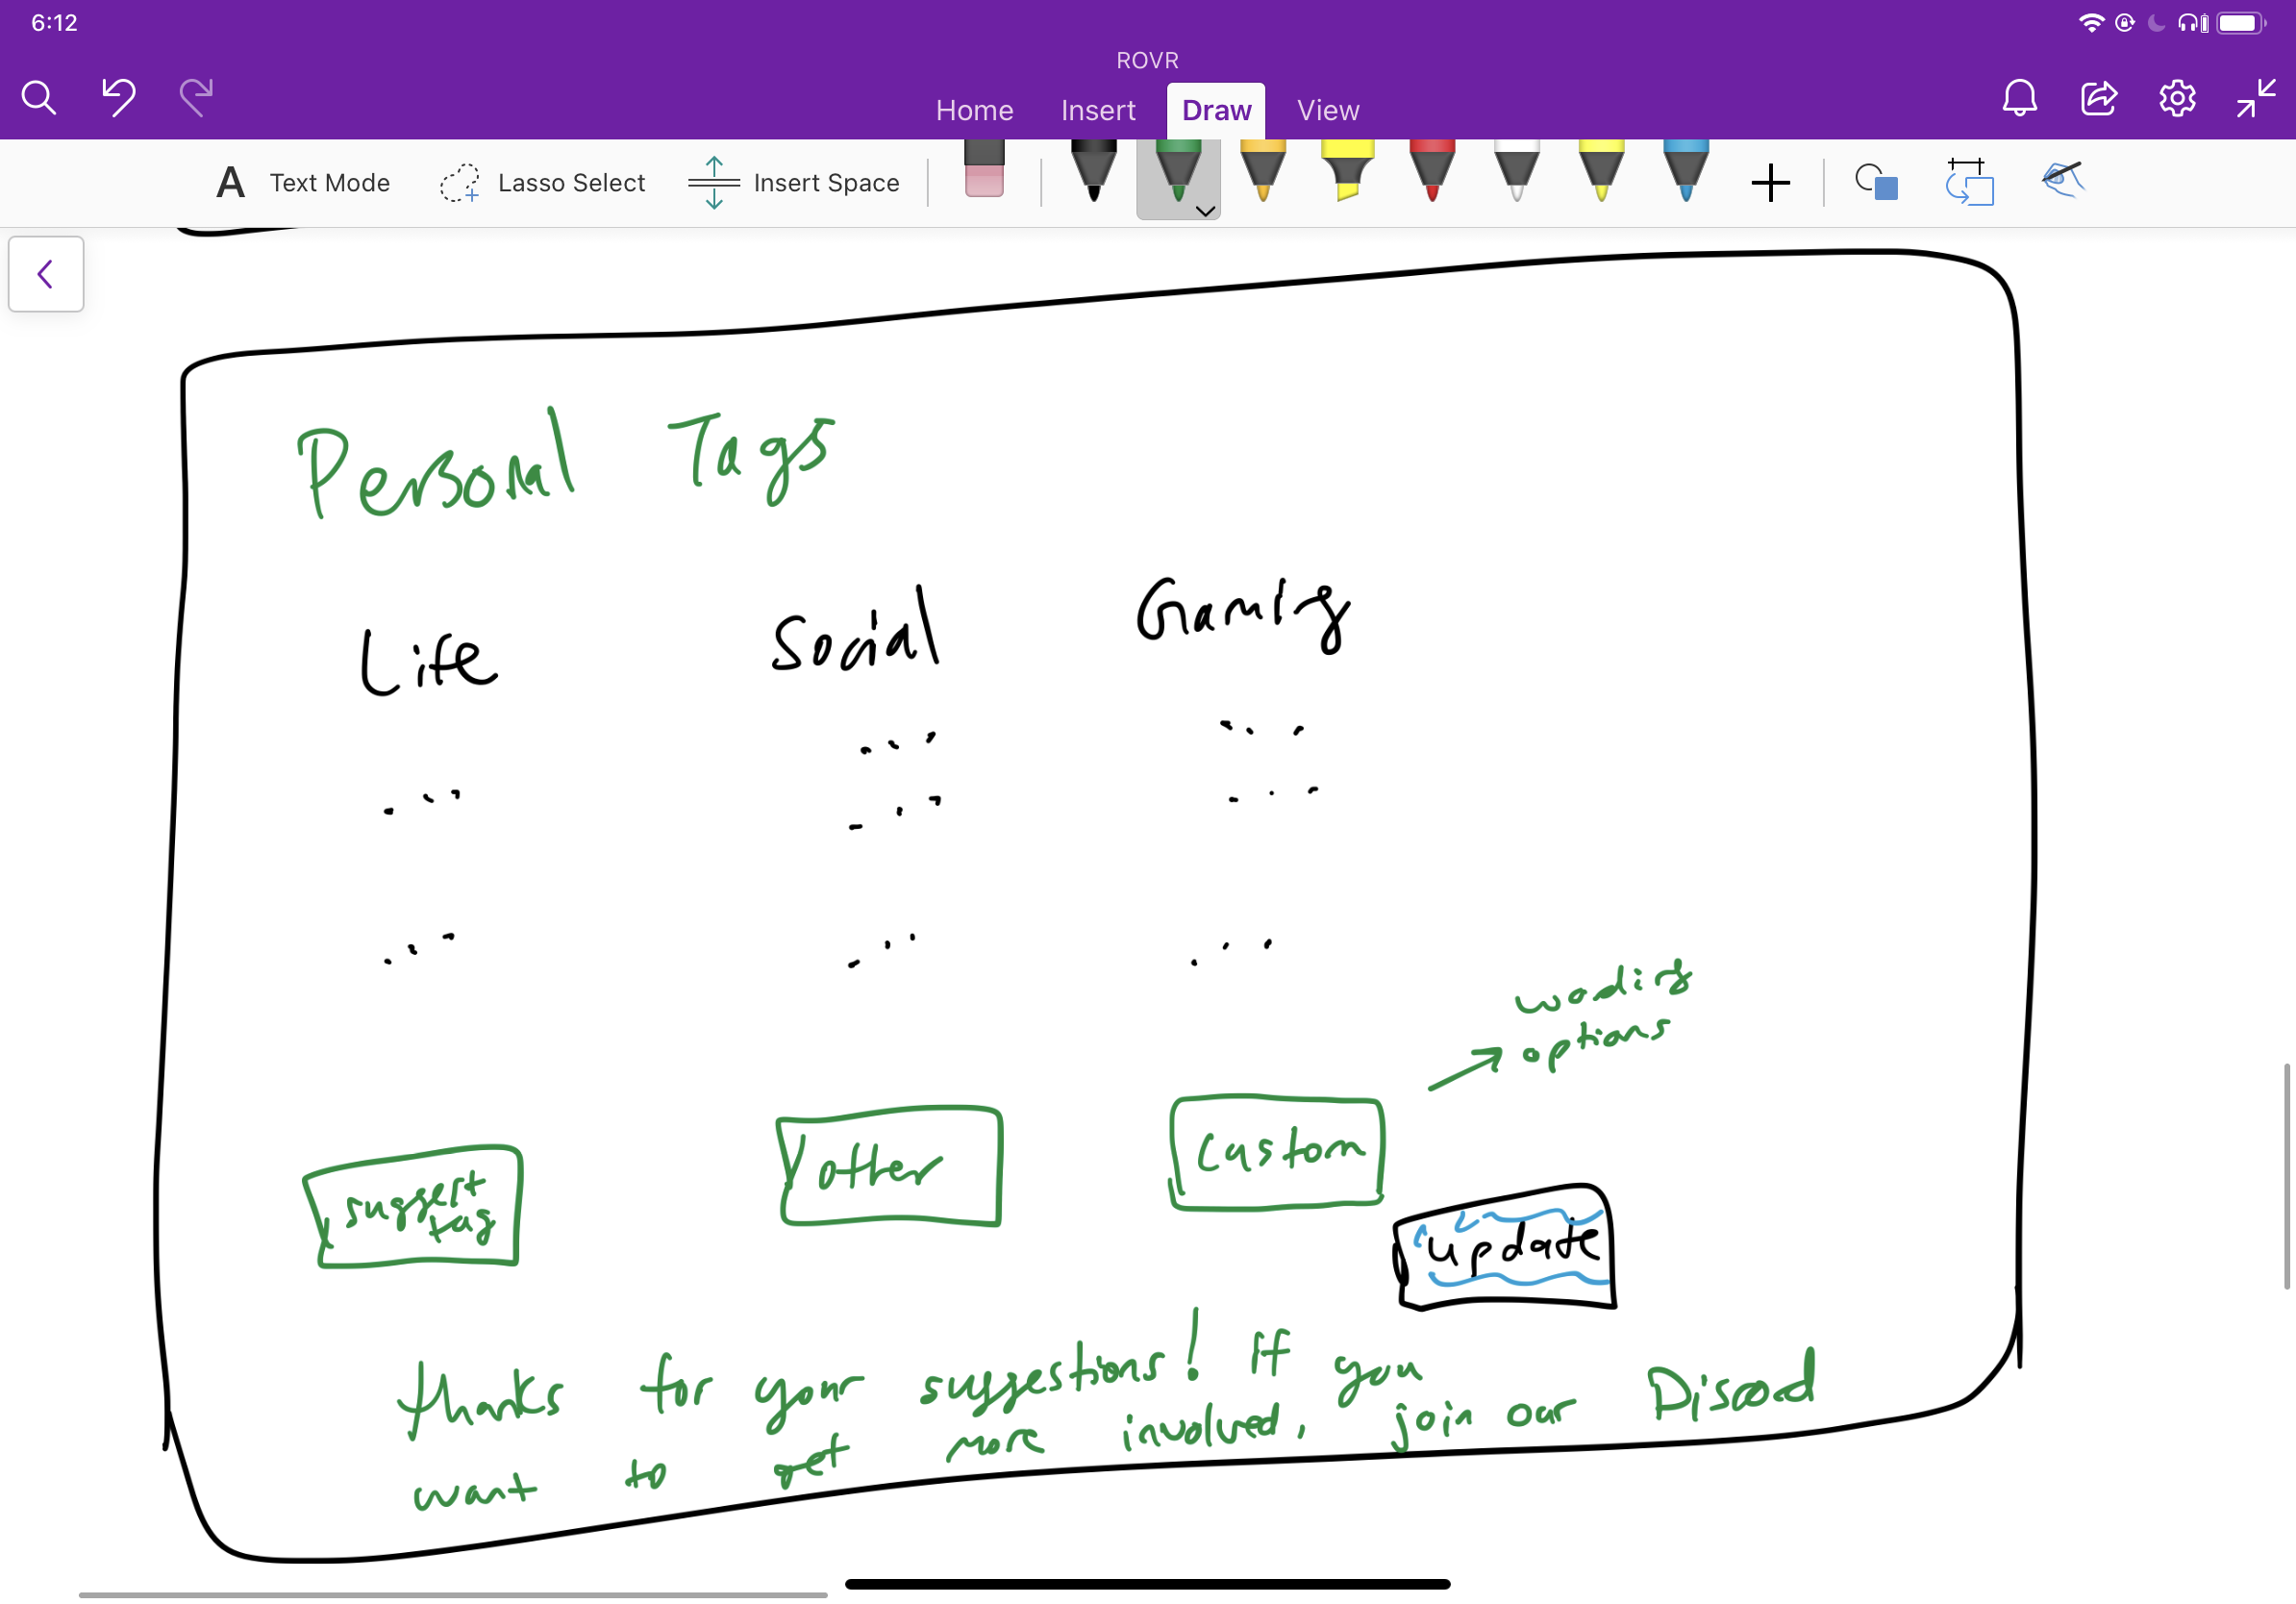 6:12
ROVR
Home Insert Draw View
A Text Mode Lasso Select Insert Space
Personal Tags
Life Social Gaming
... ...
... ... ...
... ... ...
wording
options
suggest
tag
other
Custom
update
thanks for your suggestions! If you
want to get more involved, join our Discord